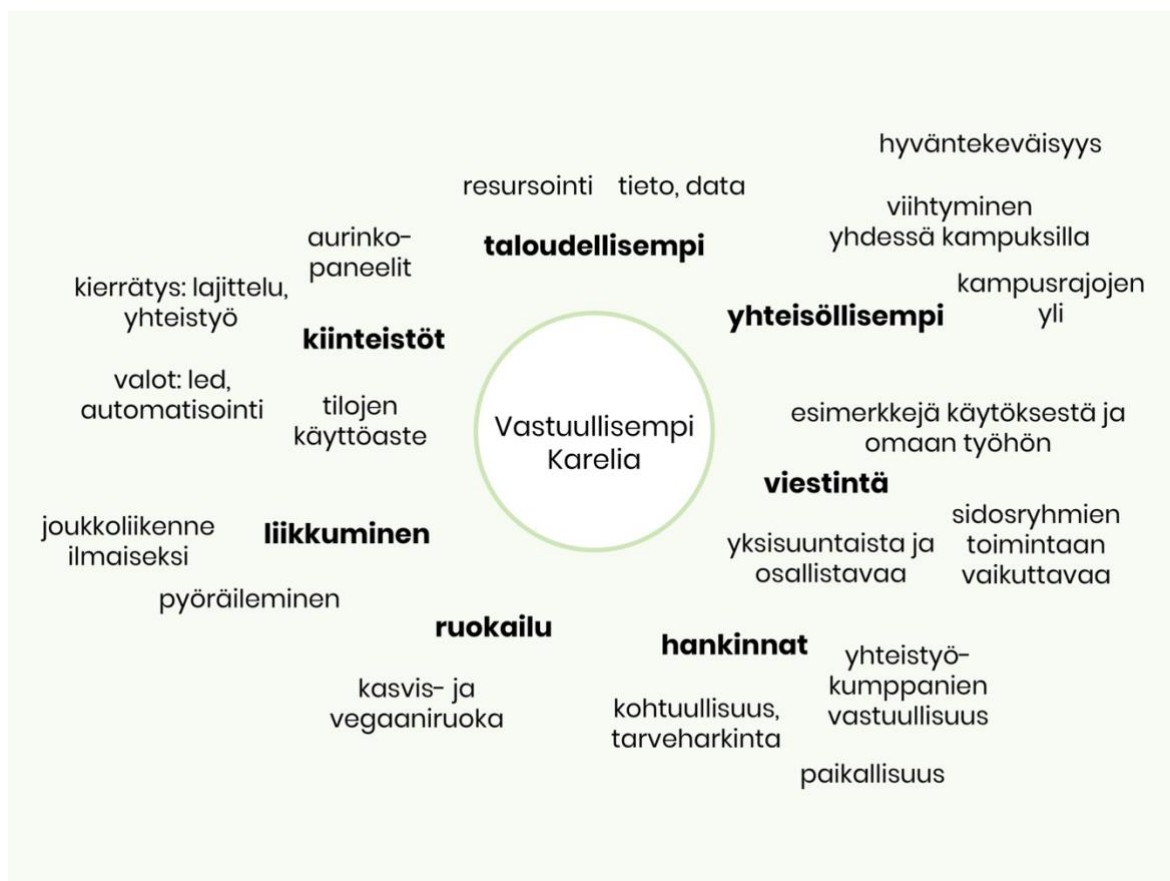 Vastuullisempi
Karelia
taloudellisempi
resursointi
tieto, data
yhteisöllisempi
hyväntekeväisyys
viihtyminen
yhdessä kampuksilla
kampusrajojen
yli
viestintä
esimerkkejä käytöksestä ja
omaan työhön
yksisuuntaista ja
osallistavaa
sidosryhmien
toimintaan
vaikuttavaa
hankinnat
kohtuullisuus,
tarveharkinta
yhteistyö-
kumppanien
vastuullisuus
paikallisuus
ruokailu
kasvis- ja
vegaaniruoka
liikkuminen
joukkoliikenne
ilmaiseksi
pyöräileminen
kiinteistöt
aurinko-
paneelit
kierrätys: lajittelu,
yhteistyö
valot: led,
automatisointi
tilojen
käyttöaste